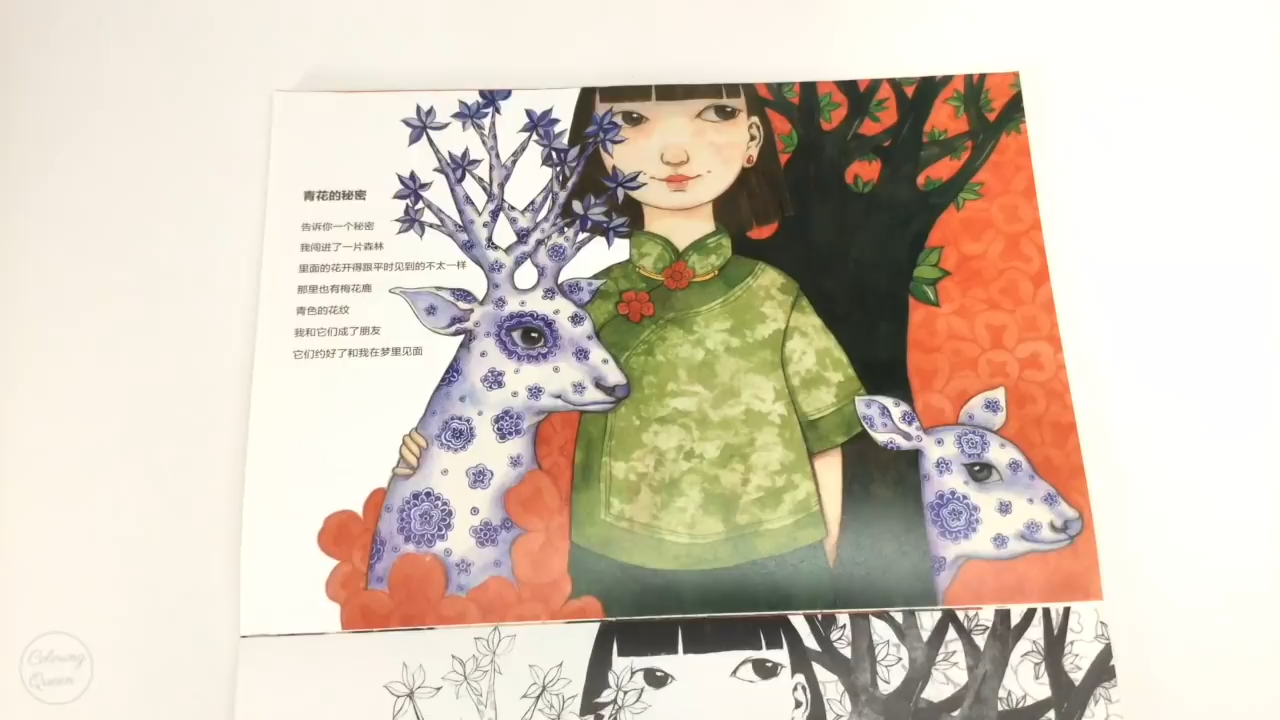 青花的秘密
告诉你一个秘密
我闯进了一片森林
里面的花开得跟平时见到的不太一样
那里也有梅花鹿
青色的花纹
我和它们成了朋友
它们约好了和我在梦里见面
Colouring
Queen